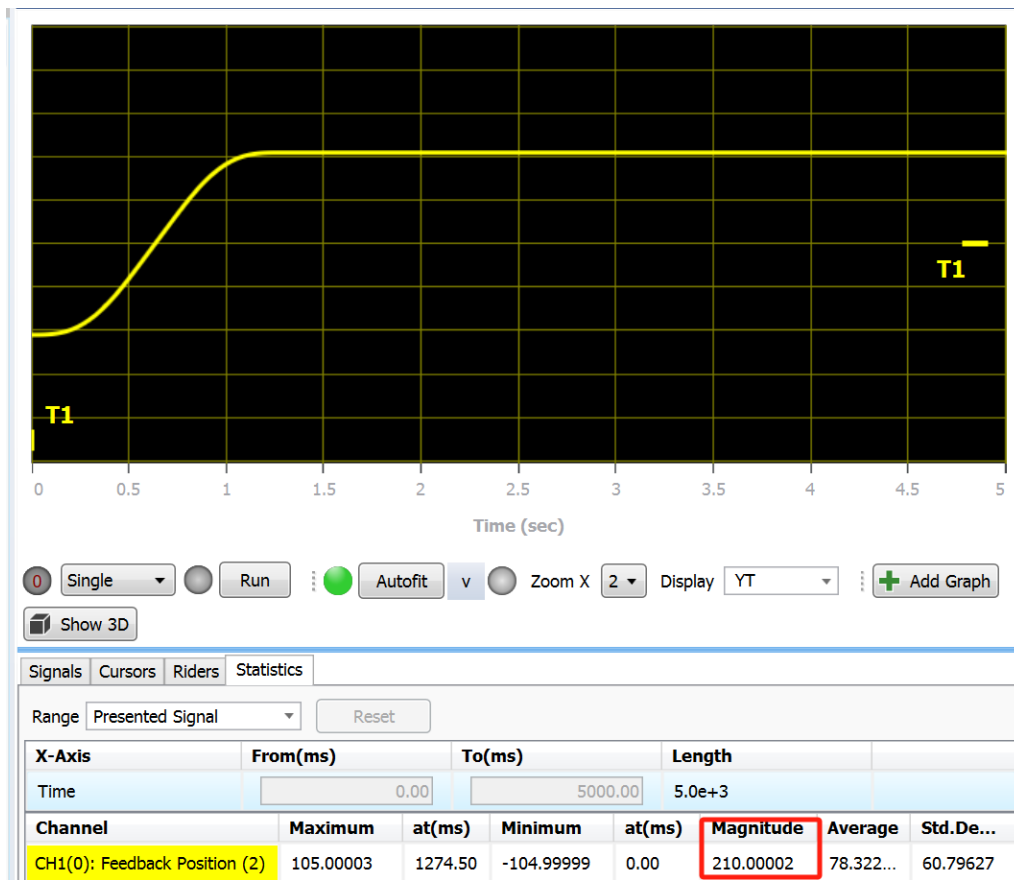 T1
T1
0 0.5 1 1.5 2 2.5 3 3.5 4 4.5 5
Time (sec)
0 Single Run Autofit v Zoom X 2 Display YT Add Graph
Show 3D
Signals Cursors Riders Statistics
Range Presented Signal Reset
X-Axis From(ms) To(ms) Length
Time 0.00 5000.00 5.0e+3
Channel Maximum at(ms) Minimum at(ms) Magnitude Average Std.De...
CH1(0): Feedback Position (2) 105.00003 1274.50 -104.99999 0.00 210.00002 78.322... 60.79627